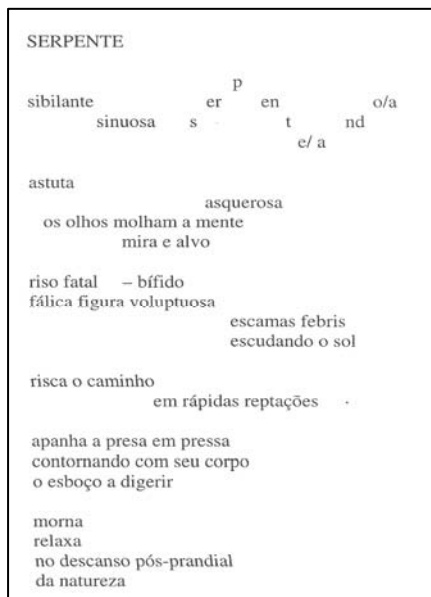 SERPENTE
p
sibilante er en o/a
sinuosa s t nd
e/ a
astuta
asquerosa
os olhos molham a mente
mira e alvo
riso fatal – bífido
fálica figura voluptuosa
escamas febris
escudando o sol
risca o caminho
em rápidas reptações
apanha a presa em pressa
contornando com seu corpo
o esboço a digerir
morna
relaxa
no descanso pós-prandial
da natureza